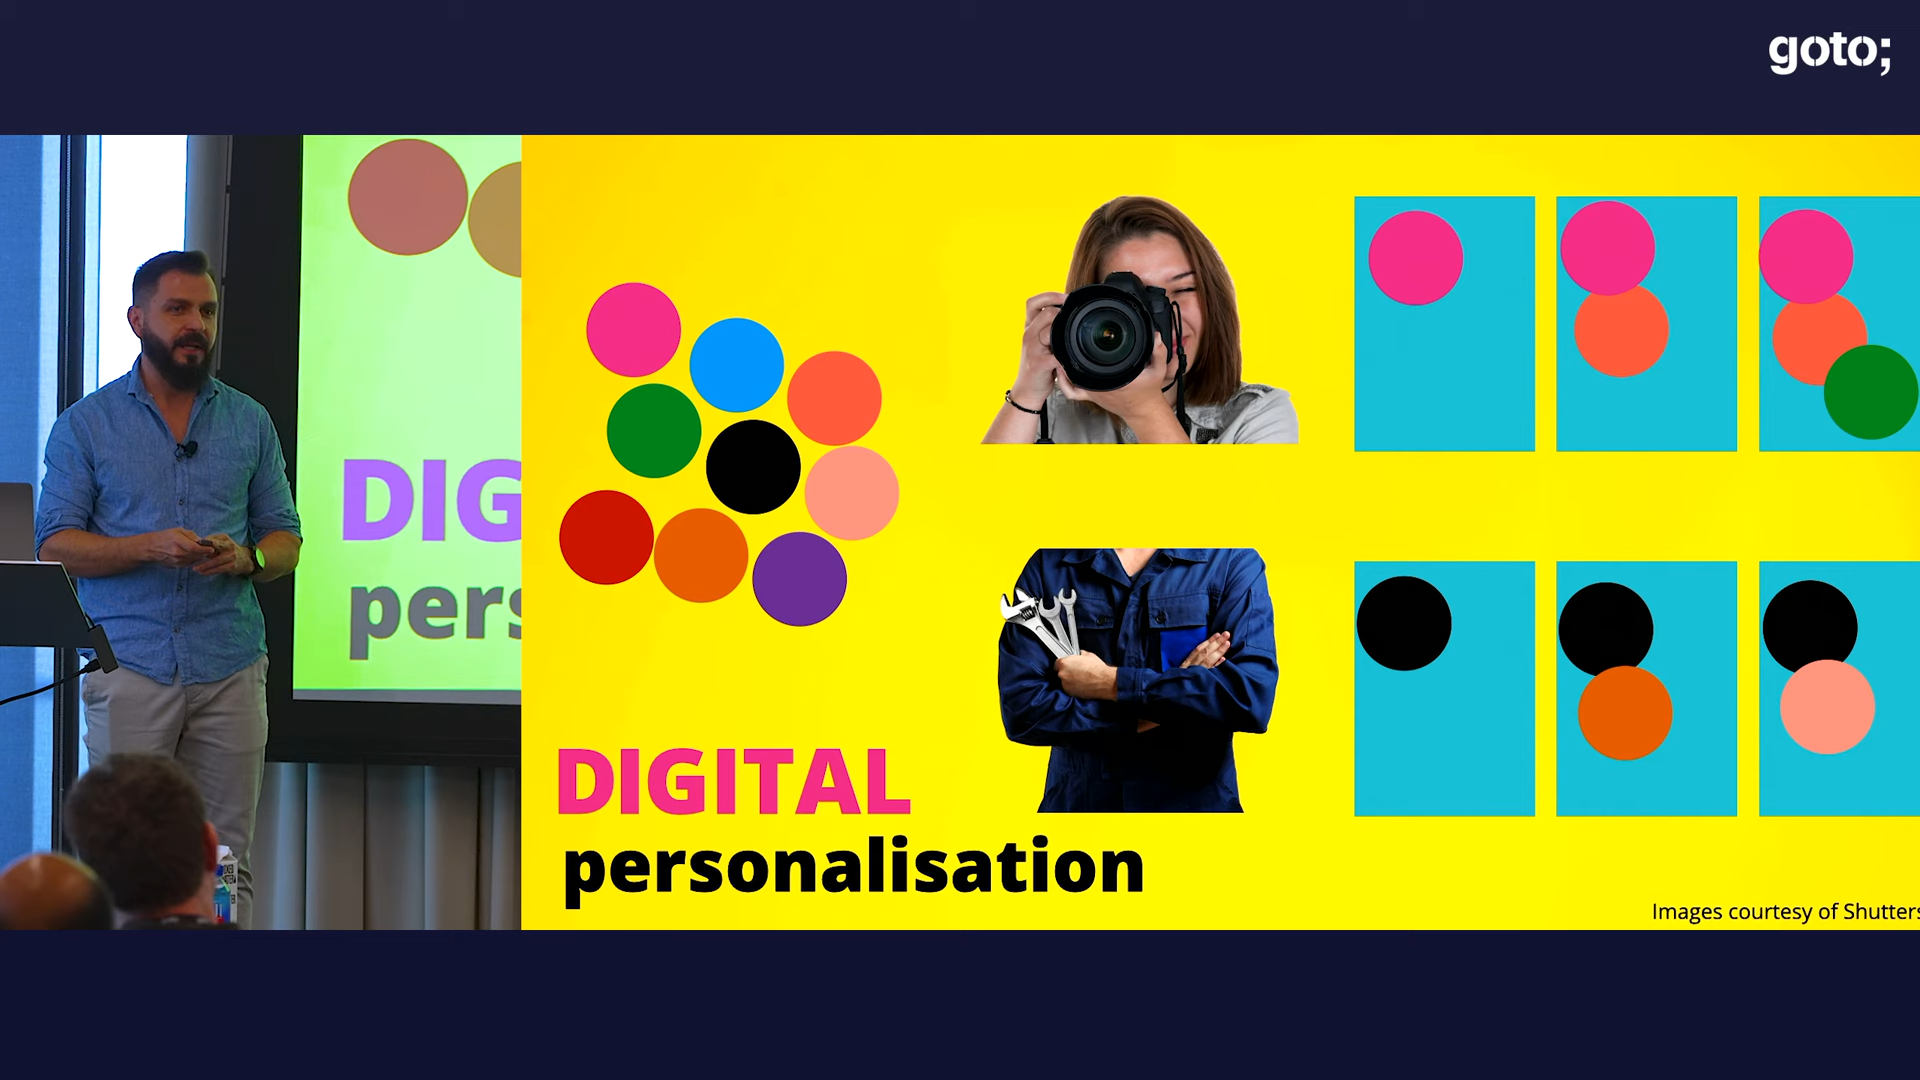 goto;
DIG
pers
DIGITAL
personalisation
Images courtesy of Shutters